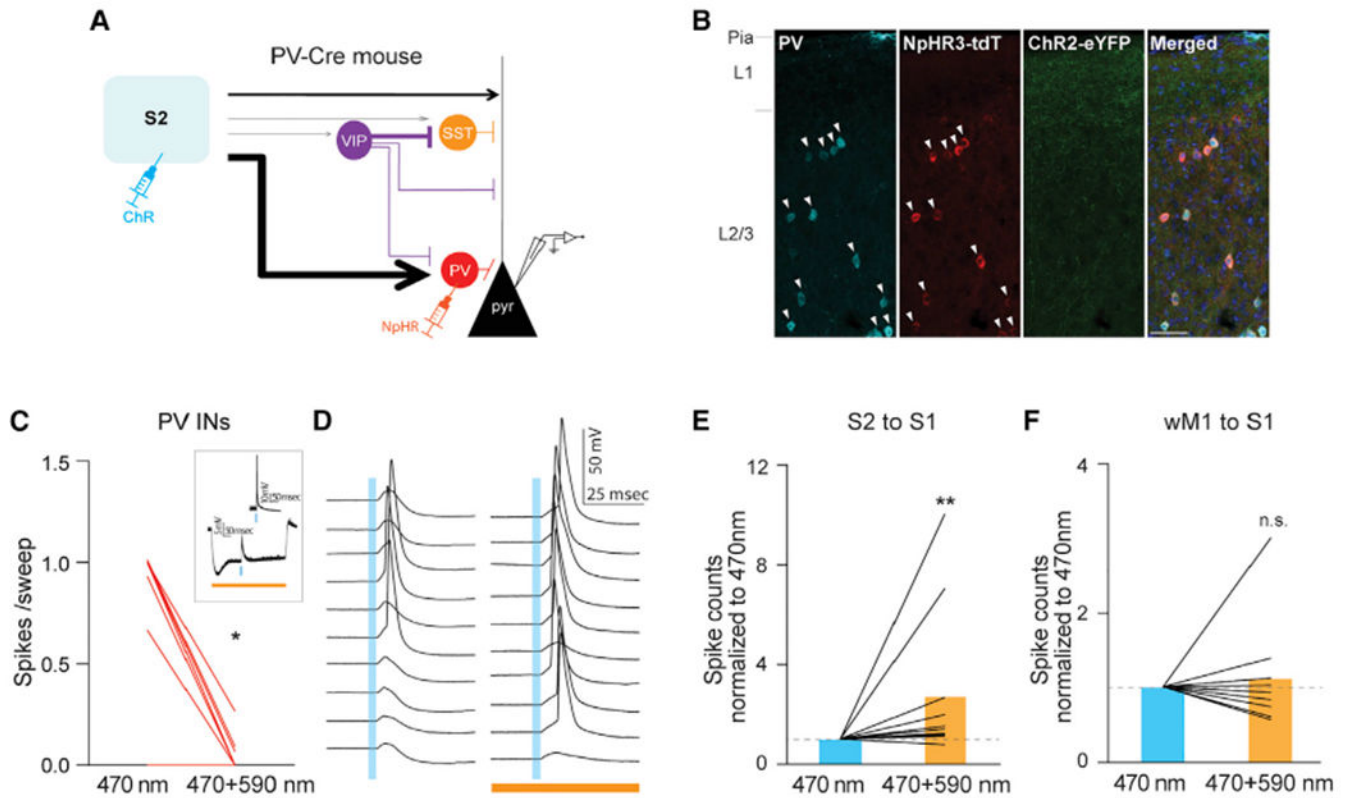 A
PV-Cre mouse
S2
ChR
VIP
SST
PV
NpHR
pyr
B
Pia
L1
L2/3
PV
NpHR3-tdT
ChR2-eYFP
Merged
C
PV INs
Spikes /sweep
1.5
1.0
0.5
0.0
50msec
*
470 nm
470+590 nm
D
50 mV
25 msec
E
S2 to S1
Spike counts
normalized to 470nm
12
8
4
0
**
470 nm
470+590 nm
F
wM1 to S1
Spike counts
normalized to 470nm
4
2
0
n.s.
470 nm
470+590 nm